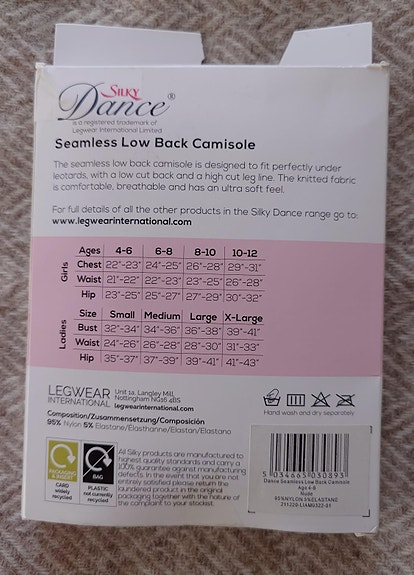 SILKY
Dance®
is a registered trademark of
Legwear International Limited
Seamless Low Back Camisole
The seamless low back camisole is designed to fit perfectly under
leotards, with a low cut back and a high cut leg line. The knitted fabric
is comfortable, breathable and has an ultra soft feel.
For full details of all the other products in the Silky Dance range go to:
www.legwearinternational.com
Girls
Ages 4-6 6-8 8-10 10-12
Chest 22"-23" 24"-25" 26"-28" 29"-31"
Waist 21"-22" 22"-23" 23"-25" 26"-28"
Hip 23"-25" 25"-27" 27"-29" 30"-32"
Ladies
Size Small Medium Large X-Large
Bust 32"-34" 34"-36" 36"-38" 39"-41"
Waist 24"-26" 26"-28" 28"-30" 31"-33"
Hip 35"-37" 37"-39" 39"-41" 41"-43"
LEGWEAR
INTERNATIONAL
Unit 1a, Langley Mill,
Nottingham NG16 4BS
legwearinternational.com
Hand wash and dry separately
Composition/Zusammensetzung/Composición
95% Nylon 5% Elastane/Elasthanne/Elastan/Elastano
PACKAGING
& INSERT
CARD
widely
recycled
BAG
PLASTIC
not currently
recycled
All Silky products are manufactured to
highest quality standards and carry a
100% guarantee against manufacturing
defects. In the event that you are not
entirely satisfied please return the
laundered product in the original
packaging together with the nature of
the complaint to your stockist.
5 034665 030893
Dance Seamless Low Back Camisole
Age 4-6
Nude
95%NYLON 5%ELASTANE
211220-LIAM0322-01